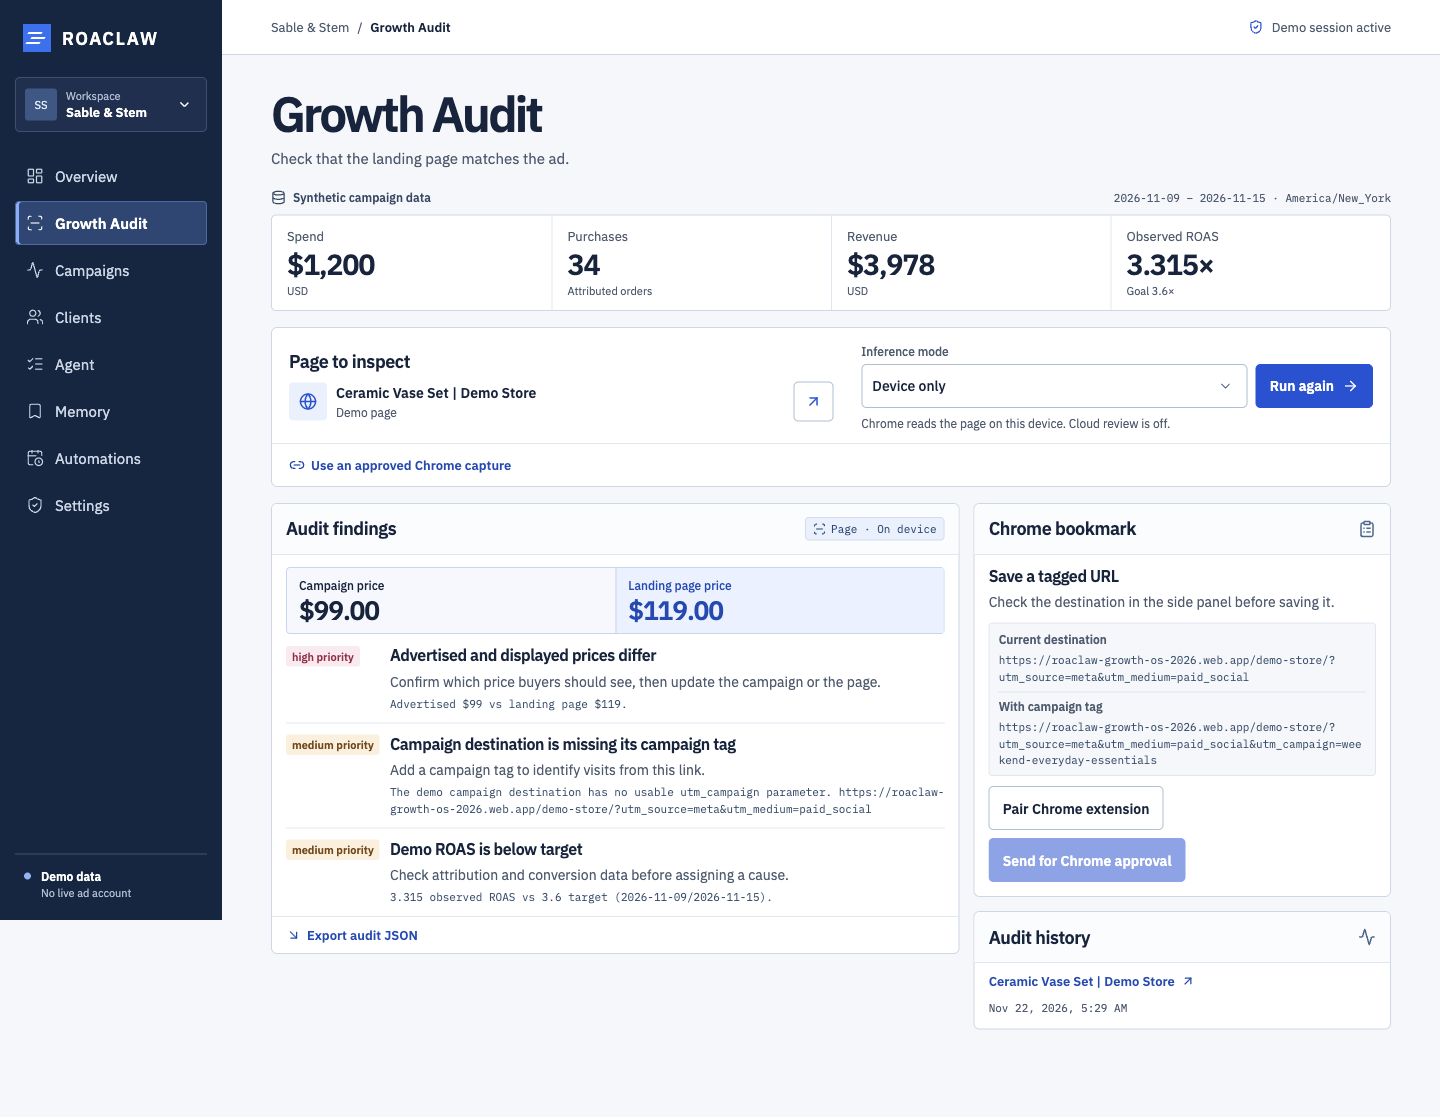 ROACLAW
SS
Workspace
Sable & Stem
Overview
Growth Audit
Campaigns
Clients
Agent
Memory
Automations
Settings
Demo data
No live ad account
Sable & Stem / Growth Audit
Demo session active
Growth Audit
Check that the landing page matches the ad.
Synthetic campaign data
2026-11-09 – 2026-11-15 · America/New_York
Spend
$1,200
USD
Purchases
34
Attributed orders
Revenue
$3,978
USD
Observed ROAS
3.315×
Goal 3.6×
Page to inspect
Ceramic Vase Set | Demo Store
Demo page
Inference mode
Device only
Run again
Chrome reads the page on this device. Cloud review is off.
Use an approved Chrome capture
Audit findings
Page · On device
Campaign price
$99.00
Landing page price
$119.00
high priority
Advertised and displayed prices differ
Confirm which price buyers should see, then update the campaign or the page.
Advertised $99 vs landing page $119.
medium priority
Campaign destination is missing its campaign tag
Add a campaign tag to identify visits from this link.
The demo campaign destination has no usable utm_campaign parameter. https://roaclaw-
growth-os-2026.web.app/demo-store/?utm_source=meta&utm_medium=paid_social
medium priority
Demo ROAS is below target
Check attribution and conversion data before assigning a cause.
3.315 observed ROAS vs 3.6 target (2026-11-09/2026-11-15).
Export audit JSON
Chrome bookmark
Save a tagged URL
Check the destination in the side panel before saving it.
Current destination
https://roaclaw-growth-os-2026.web.app/demo-store/?
utm_source=meta&utm_medium=paid_social
With campaign tag
https://roaclaw-growth-os-2026.web.app/demo-store/?
utm_source=meta&utm_medium=paid_social&utm_campaign=wee
kend-everyday-essentials
Pair Chrome extension
Send for Chrome approval
Audit history
Ceramic Vase Set | Demo Store
Nov 22, 2026, 5:29 AM